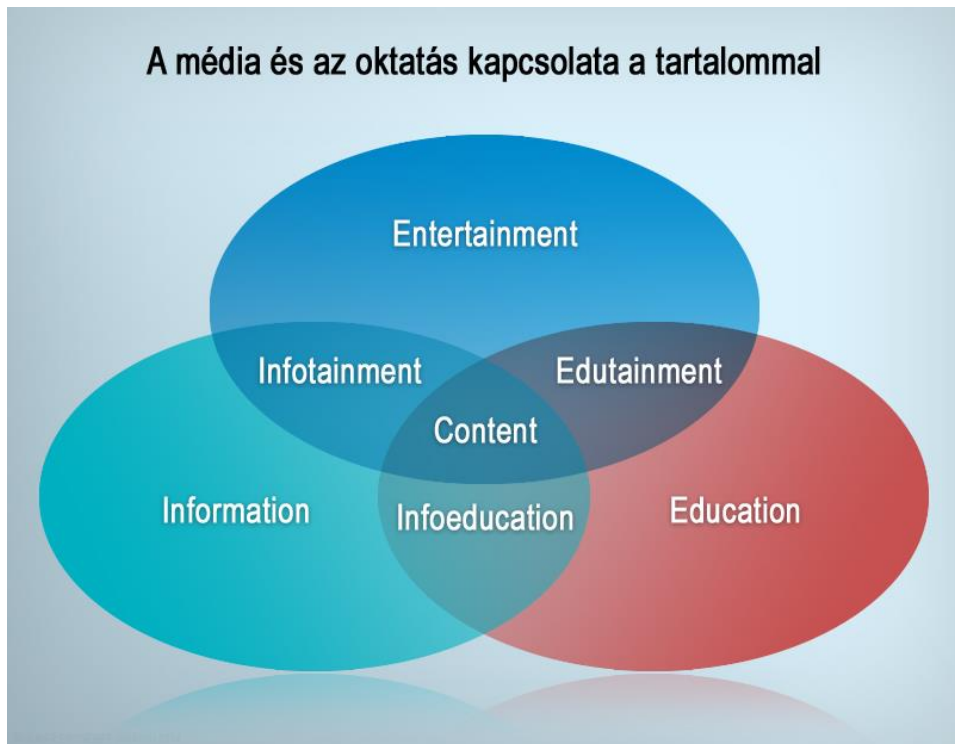 A média és az oktatás kapcsolata a tartalommal
Entertainment
Infotainment
Edutainment
Content
Information
Infoeducation
Education